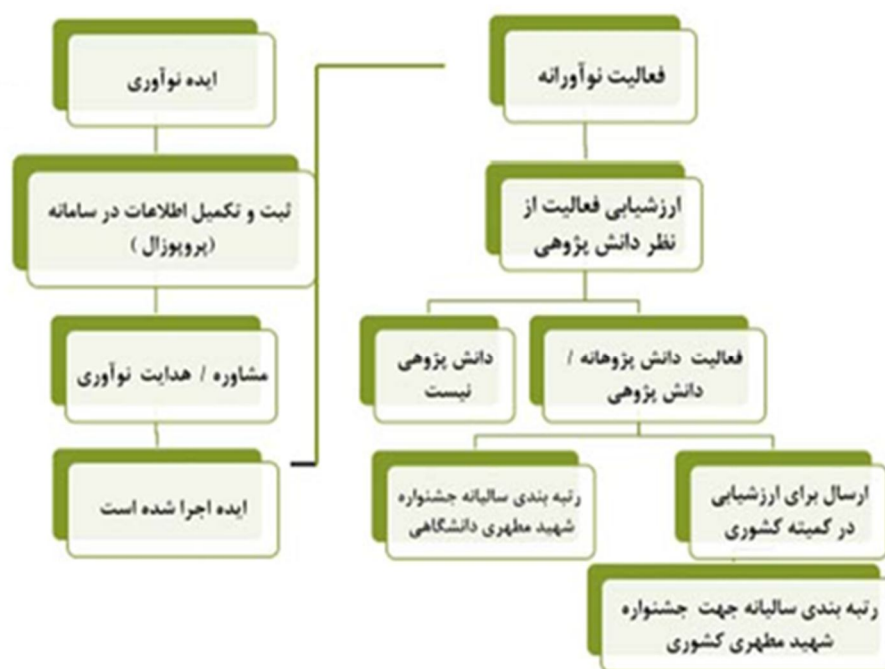 ایده نوآوری
ثبت و تکمیل اطلاعات در سامانه
(پروپوزال )
مشاوره / هدایت نوآوری
ایده اجرا شده است
فعالیت نوآورانه
ارزشیابی فعالیت از
نظر دانش پژوهی
دانش پژوهی
نیست
فعالیت دانش پژوهانه /
دانش پژوهی
رتبه بندی سالیانه جشنواره
شهید مطهری دانشگاهی
ارسال برای ارزشیابی
در کمیته کشوری
رتبه بندی سالیانه جهت جشنواره
شهید مطهری کشوری